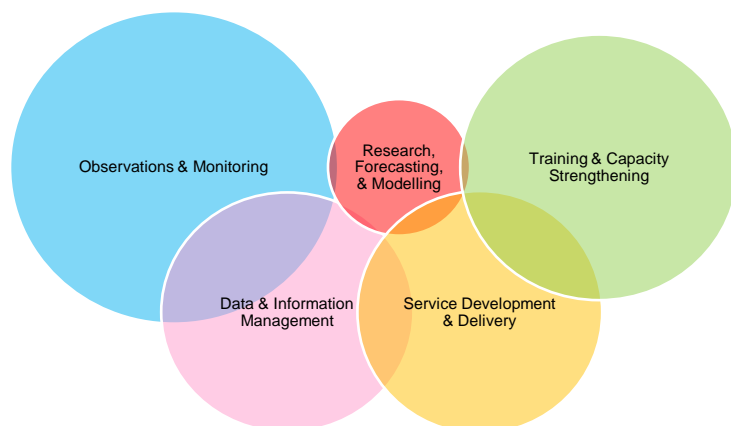 Observations & Monitoring
Research,
Forecasting,
& Modelling
Training & Capacity
Strengthening
Data & Information
Management
Service Development
& Delivery